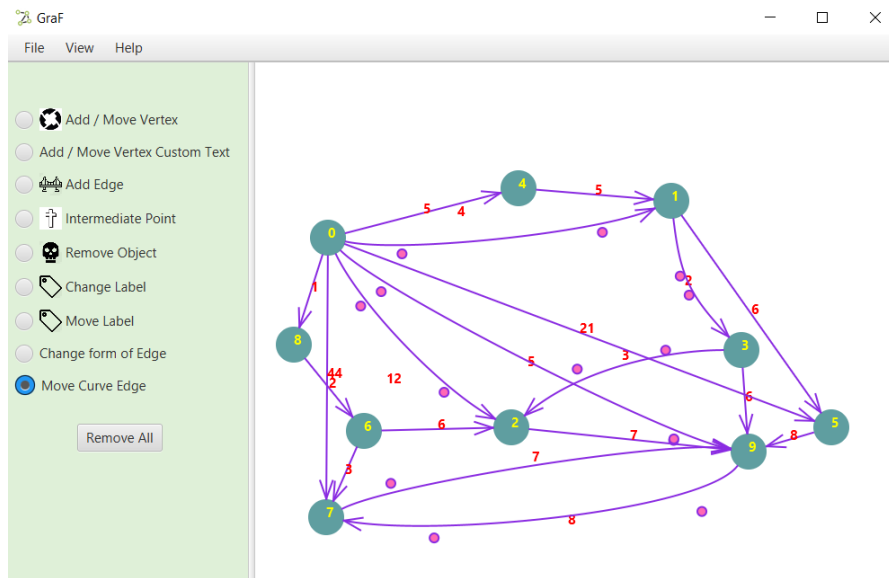 GraF
File View Help
Add / Move Vertex
Add / Move Vertex Custom Text
Add Edge
Intermediate Point
Remove Object
Change Label
Move Label
Change form of Edge
Move Curve Edge
Remove All
4
5
1
5
4
0
2
1
6
21
8
3
3
5
44
2
12
6
6
2
7
5
8
6
9
3
7
7
8